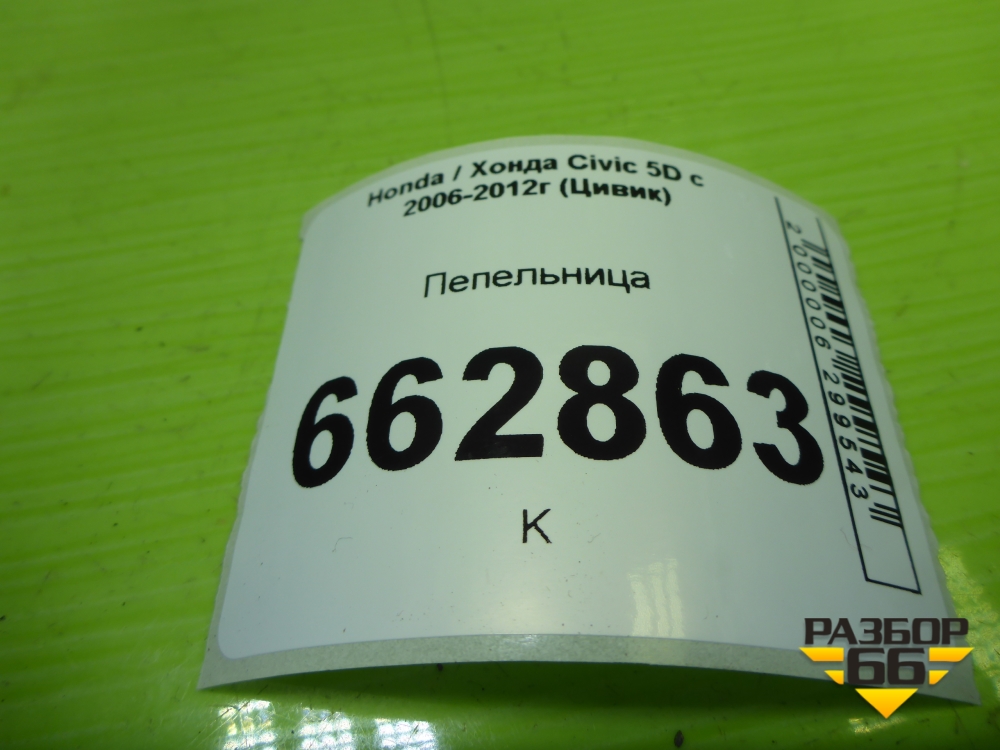 Honda / Хонда Civic 5D с
2006-2012г (Цивик)
Пепельница
662863
К
2000006299543
РАЗБОР
66